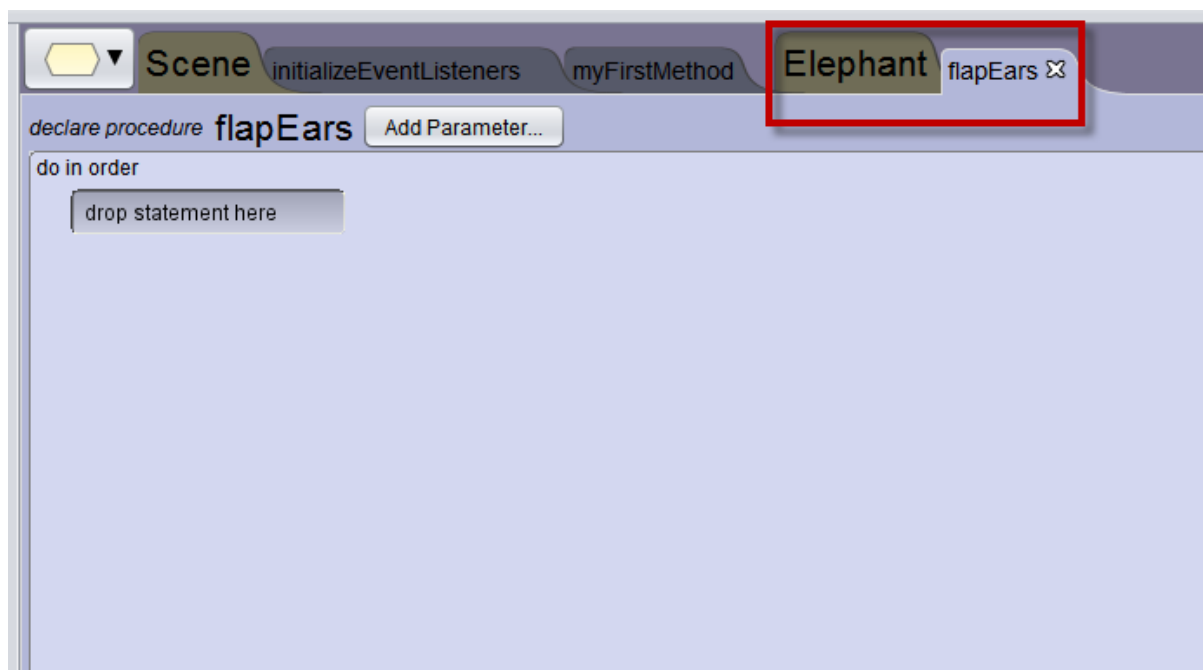 Scene initializeEventListeners myFirstMethod Elephant flapEars
declare procedure flapEars Add Parameter...
do in order
drop statement here